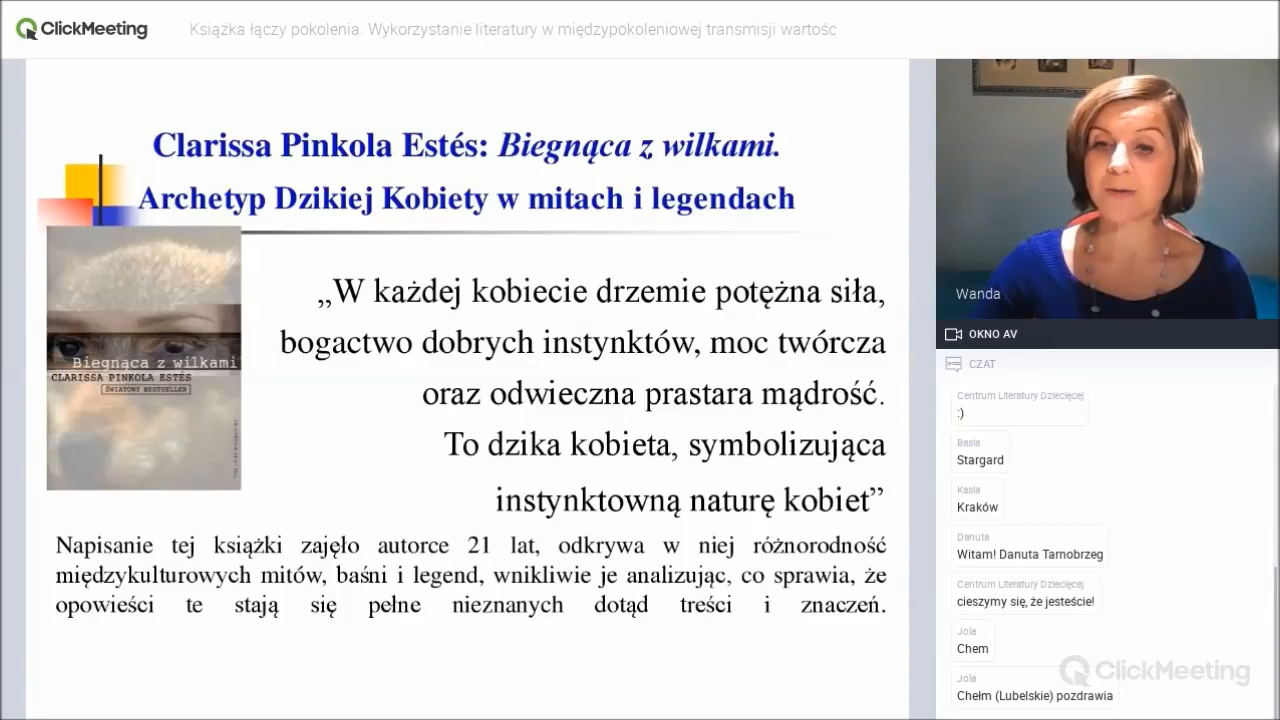 ClickMeeting
Książka łączy pokolenia. Wykorzystanie literatury w międzypokoleniowej transmisji wartośc
Clarissa Pinkola Estés: Biegnąca z wilkami.
Archetyp Dzikiej Kobiety w mitach i legendach
Biegnąca z wilkami
CLARISSA PINKOLA ESTÉS
ŚWIATOWY BESTSELLER
„W każdej kobiecie drzemie potężna siła,
bogactwo dobrych instynktów, moc twórcza
oraz odwieczna prastara mądrość.
To dzika kobieta, symbolizująca
instynktowną naturę kobiet”
Napisanie tej książki zajęło autorce 21 lat, odkrywa w niej różnorodność
międzykulturowych mitów, baśni i legend, wnikliwie je analizując, co sprawia, że
opowieści te stają się pełne nieznanych dotąd treści i znaczeń.
Wanda
OKNO AV
CZAT
Centrum Literatury Dziecięcej
:)
Basia
Stargard
Kasia
Kraków
Danuta
Witam! Danuta Tarnobrzeg
Centrum Literatury Dziecięcej
cieszymy się, że jesteście!
Jola
Chem
Jola
Chełm (Lubelskie) pozdrawia
ClickMeeting